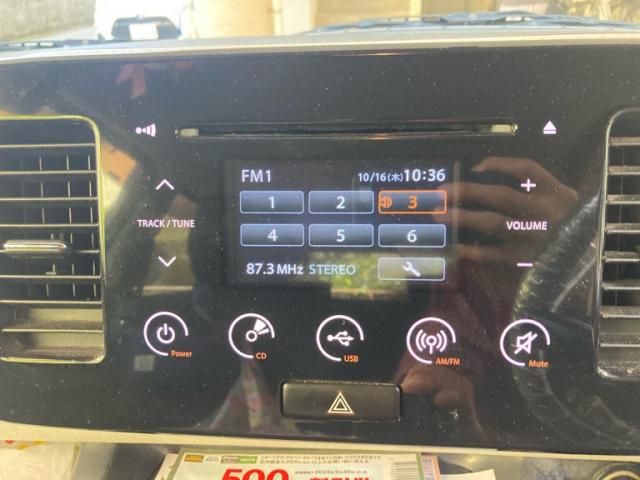 FM1
10/16(木)10:36
1 2 3
TRACK / TUNE
VOLUME
4 5 6
87.3 MHz STEREO
Power
CD
USB
AM/FM
Mute
500